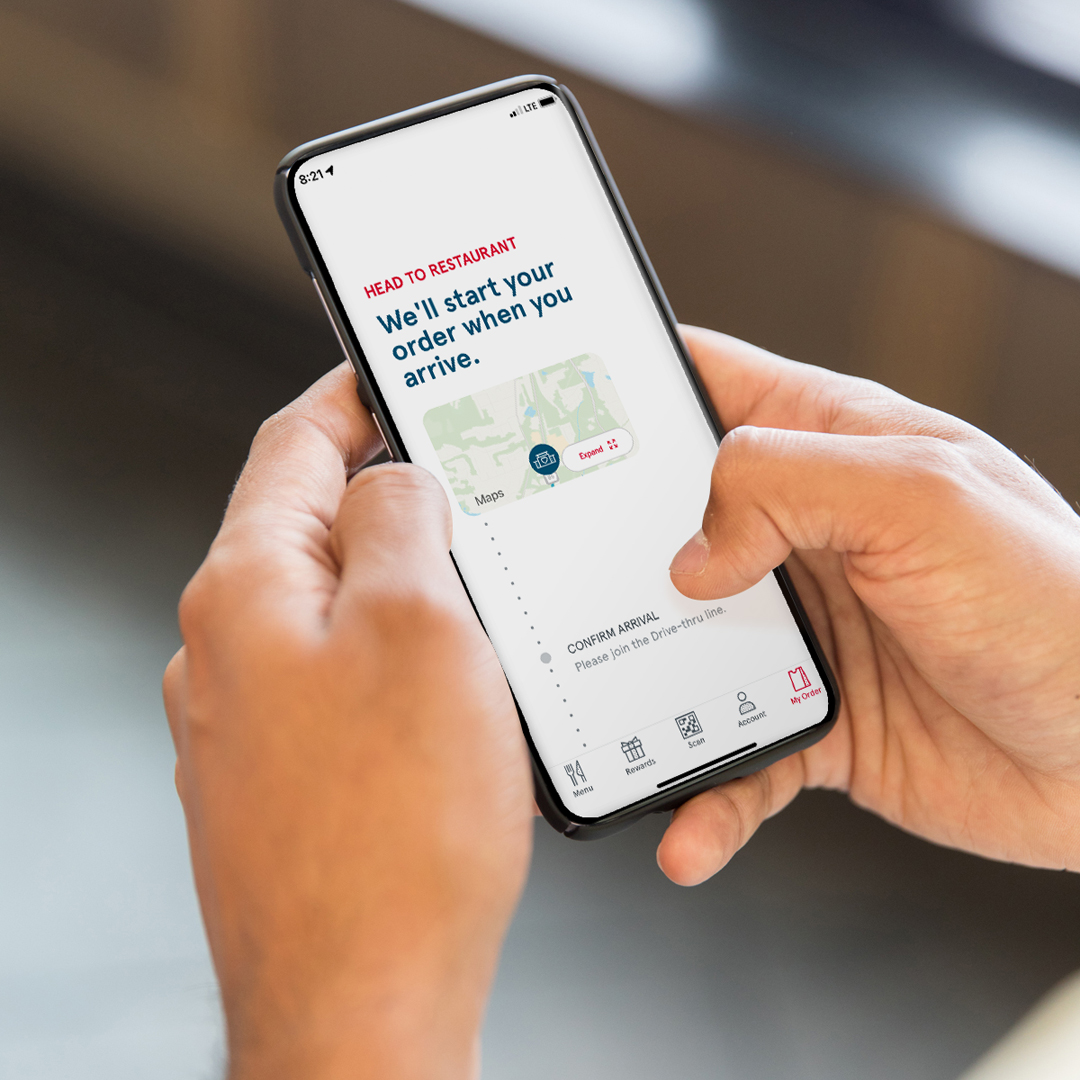 8:21
LTE
HEAD TO RESTAURANT
We'll start your
order when you
arrive.
Expand
Maps
CONFIRM ARRIVAL
Please join the Drive-thru line.
Menu
Rewards
Scan
Account
My Order